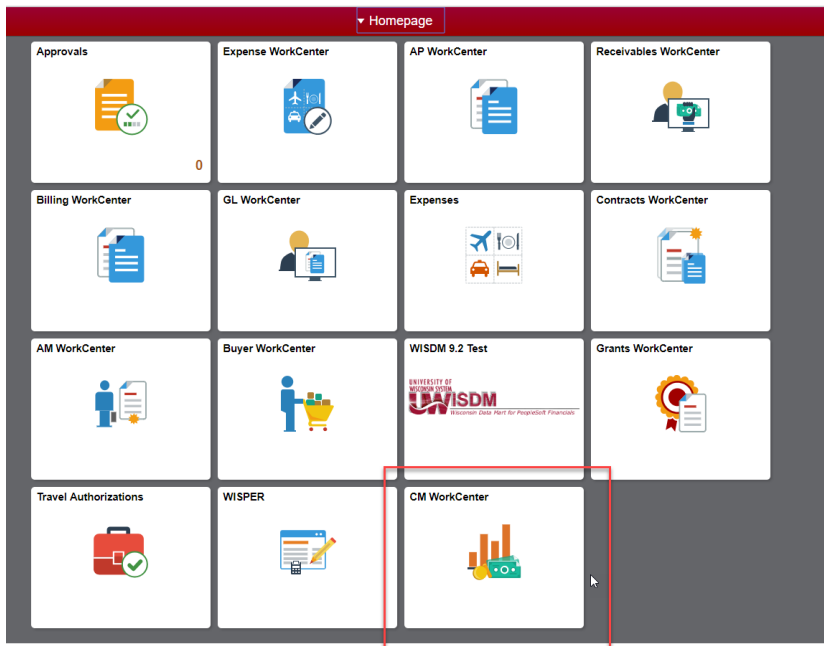 Homepage
Approvals
Expense WorkCenter
AP WorkCenter
Receivables WorkCenter
0
Billing WorkCenter
GL WorkCenter
Expenses
Contracts WorkCenter
AM WorkCenter
Buyer WorkCenter
WISDM 9.2 Test
Grants WorkCenter
UNIVERSITY OF
WISCONSIN SYSTEM
UWISDM
Wisconsin Data Mart for PeopleSoft Financials
Travel Authorizations
WISPER
CM WorkCenter